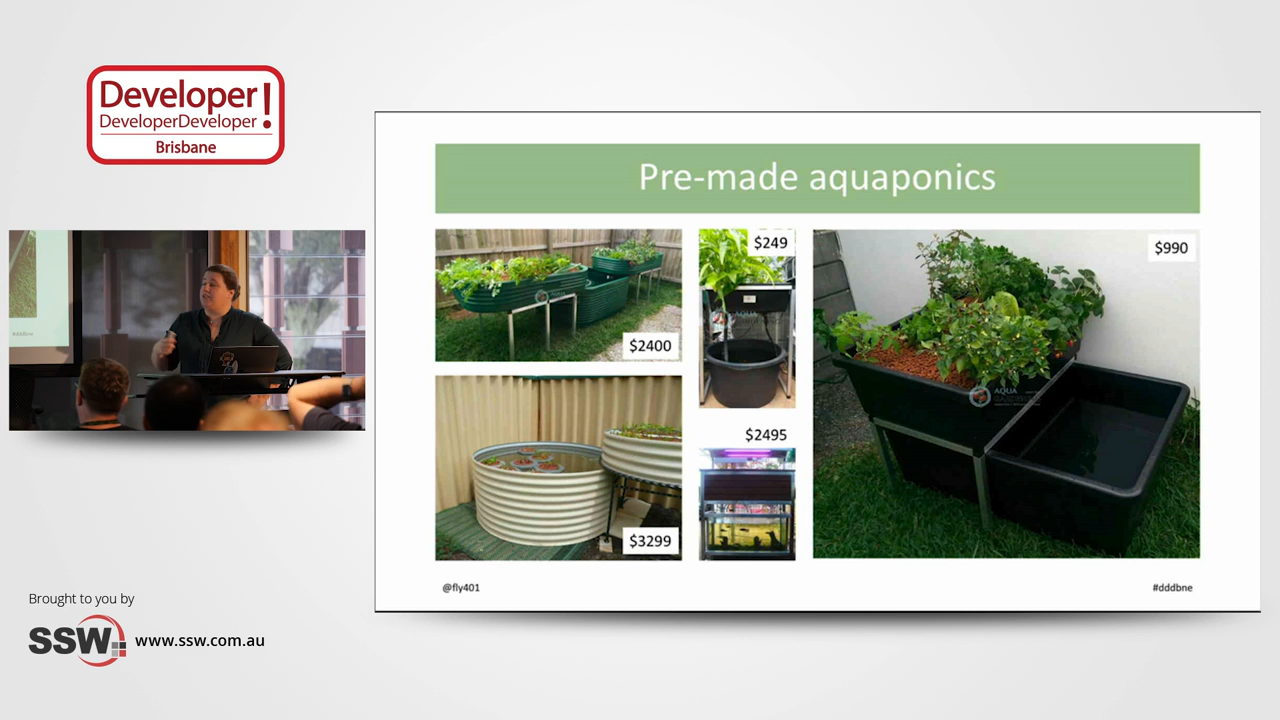 Developer!
DeveloperDeveloper
Brisbane
Pre-made aquaponics
$2400
$249
$990
AQUA
$3299
$2495
@fly401
#dddbne
Brought to you by
SSW
www.ssw.com.au